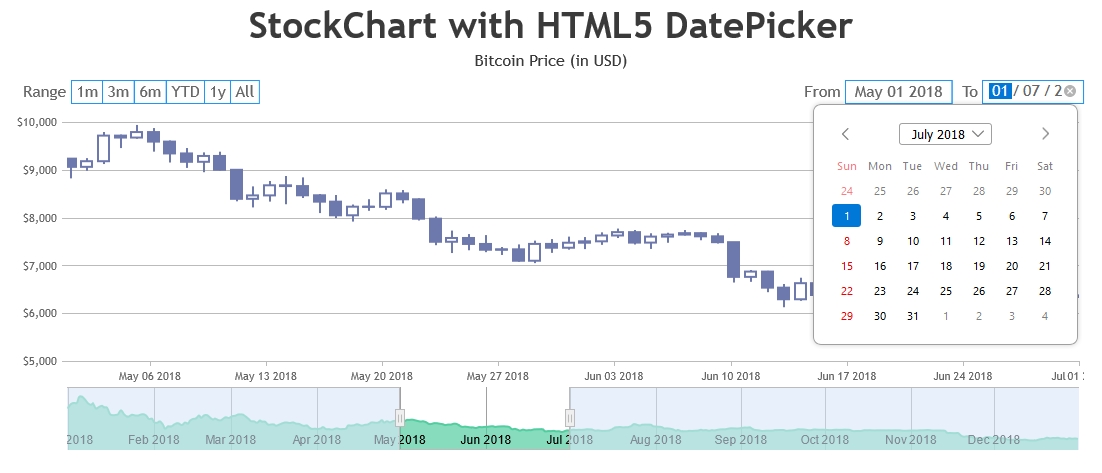 StockChart with HTML5 DatePicker
Bitcoin Price (in USD)
Range 1m 3m 6m YTD 1y All From May 01 2018 To 01 / 07 / 2
July 2018
Sun Mon Tue Wed Thu Fri Sat
24 25 26 27 28 29 30
1 2 3 4 5 6 7
8 9 10 11 12 13 14
15 16 17 18 19 20 21
22 23 24 25 26 27 28
29 30 31 1 2 3 4
$10,000
$9,000
$8,000
$7,000
$6,000
$5,000
May 06 2018 May 13 2018 May 20 2018 May 27 2018 Jun 03 2018 Jun 10 2018 Jun 17 2018 Jun 24 2018 Jul 01
2018 Feb 2018 Mar 2018 Apr 2018 May 2018 Jun 2018 Jul 2018 Aug 2018 Sep 2018 Oct 2018 Nov 2018 Dec 2018